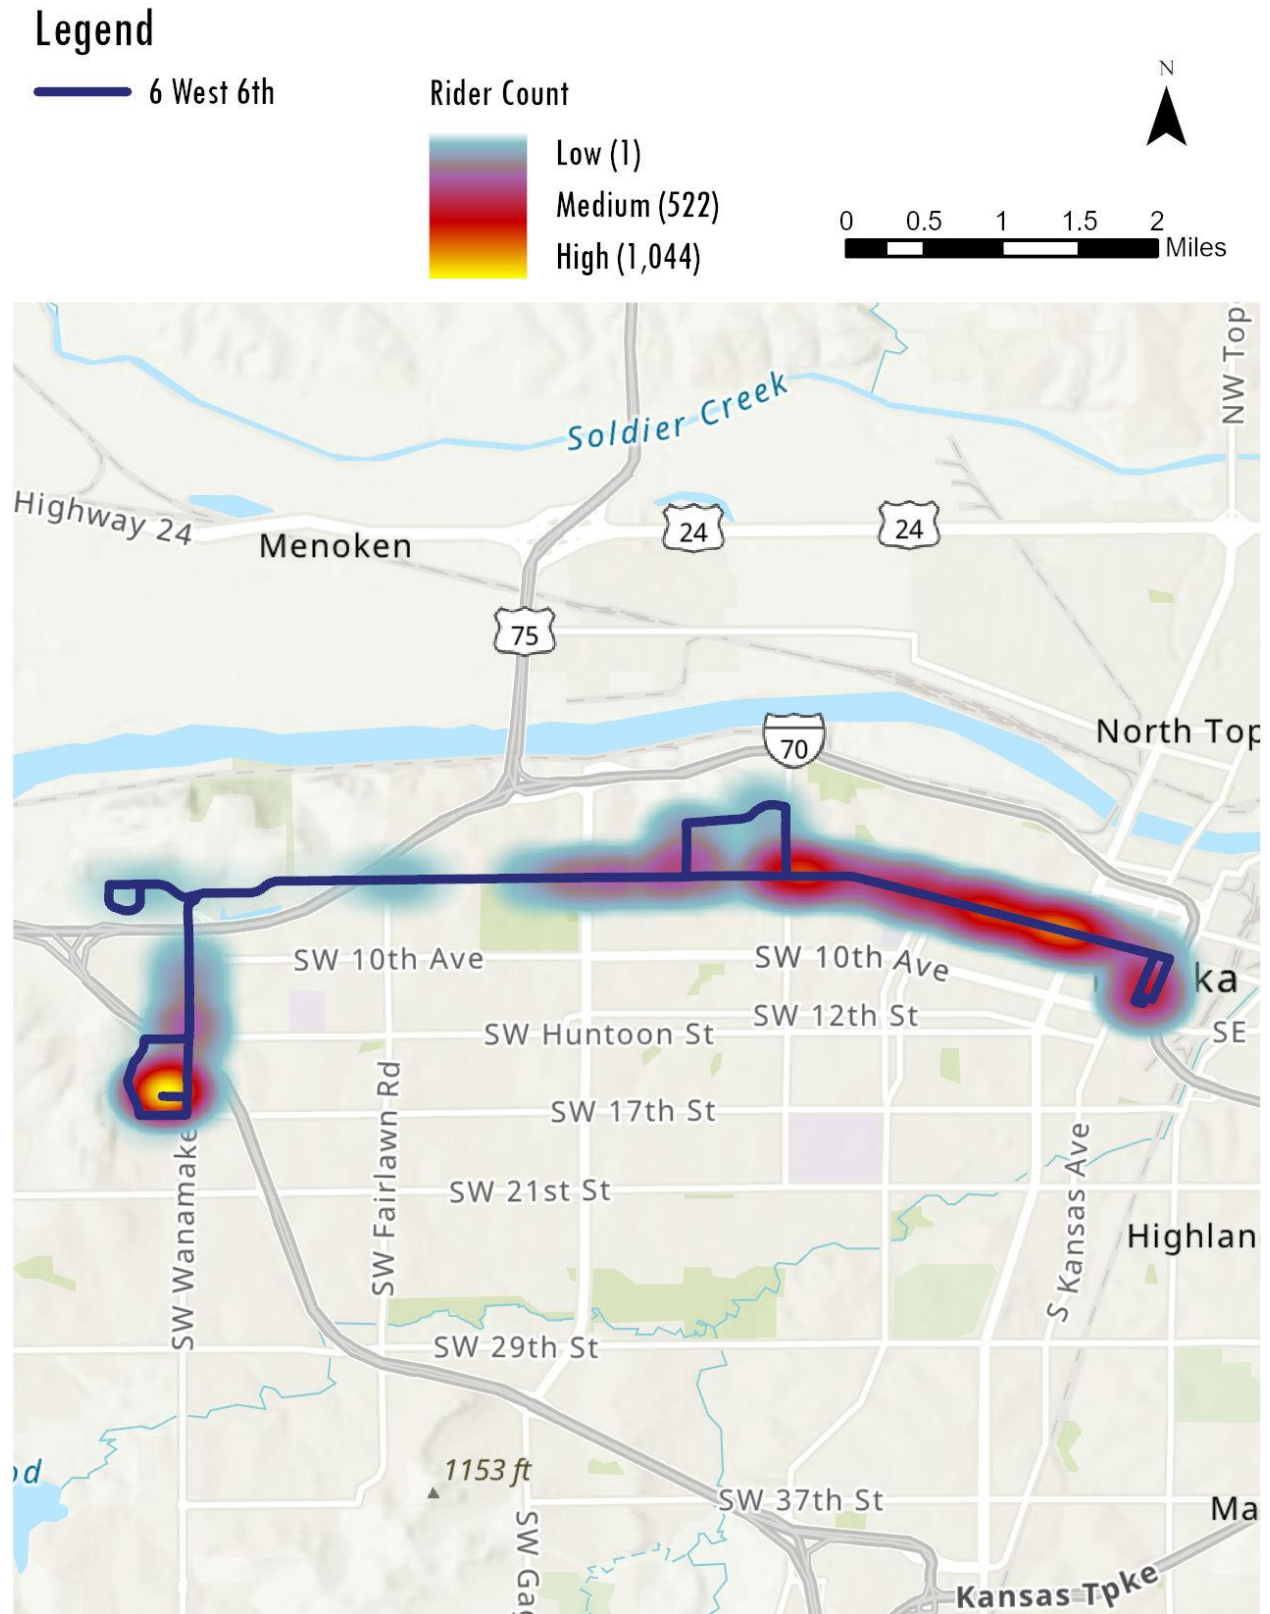 Legend
6 West 6th
Rider Count
Low (1)
Medium (522)
High (1,044)
N
0 0.5 1 1.5 2
Miles
NW Top
Soldier Creek
Highway 24
24
24
Menoken
75
North Top
70
SW 10th Ave
SW 10th Ave
ka
SW 12th St
SW Huntoon St
SE
SW 17th St
SW Wanamake
SW Fairlawn Rd
S Kansas Ave
SW 21st St
Highlan
SW 29th St
od
1153 ft
SW 37th St
Ma
SW Gag
Kansas Tpke